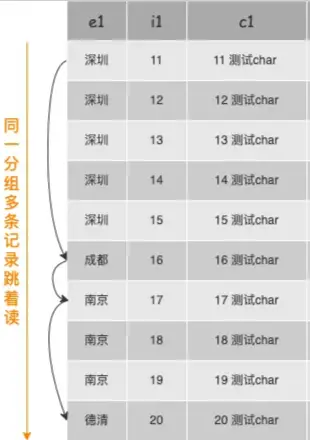 e1 i1 c1
深圳 11 11 测试char
深圳 12 12 测试char
深圳 13 13 测试char
深圳 14 14 测试char
深圳 15 15 测试char
成都 16 16 测试char
南京 17 17 测试char
南京 18 18 测试char
南京 19 19 测试char
德清 20 20 测试char
同一分组多条记录跳着读